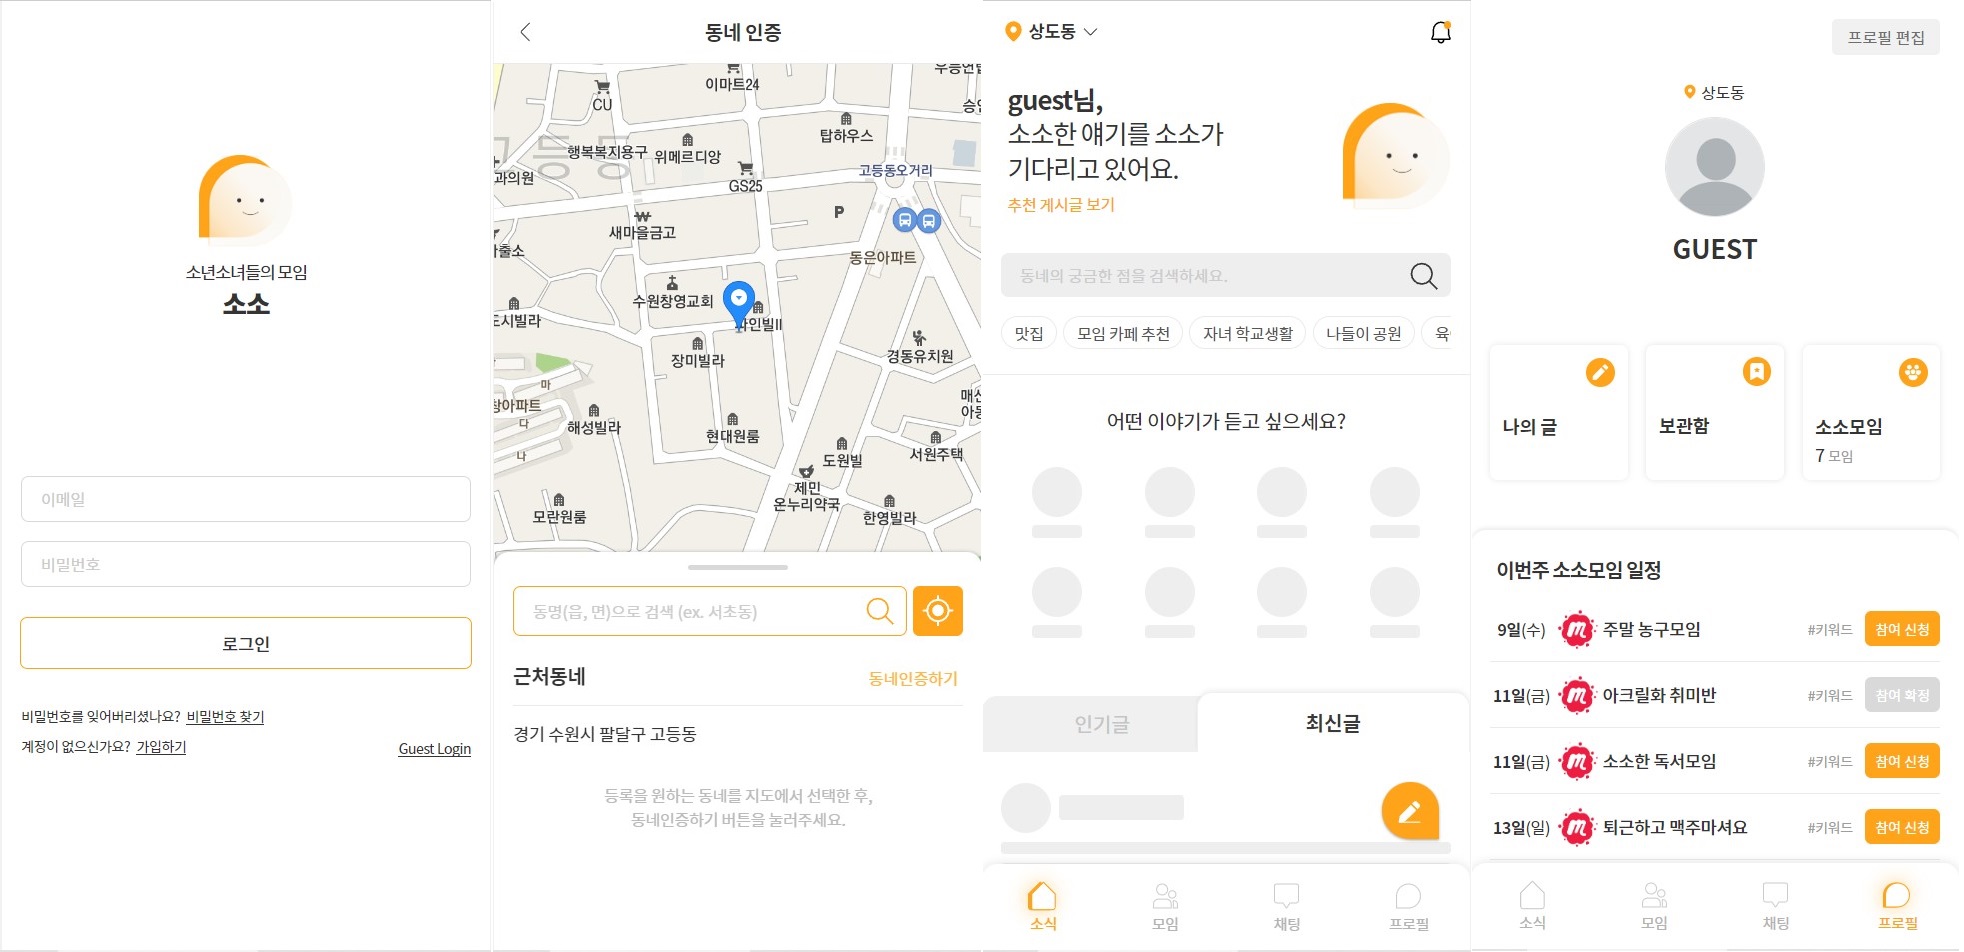 소년소녀들의 모임
소소
이메일
비밀번호
로그인
비밀번호를 잊어버리셨나요? 비밀번호 찾기
계정이 없으신가요? 가입하기
Guest Login
동네 인증
이마트24
CU
탑하우스
고등동
행복복지용구
위메르디앙
과의원
GS25
고등동오거리
P
새마을금고
출소
동은아파트
수원창영교회
도시빌라
파인빌II
장미빌라
경동유치원
마
창아파트
다
해성빌라
현대원룸
나
도원빌
서원주택
제민
온누리약국
모란원룸
한영빌라
동명(읍, 면)으로 검색 (ex. 서초동)
근처동네
동네인증하기
경기 수원시 팔달구 고등동
등록을 원하는 동네를 지도에서 선택한 후,
동네인증하기 버튼을 눌러주세요.
상도동
guest님,
소소한 얘기를 소소가
기다리고 있어요.
추천 게시글 보기
동네의 궁금한 점을 검색하세요.
맛집
모임 카페 추천
자녀 학교생활
나들이 공원
육
어떤 이야기가 듣고 싶으세요?
인기글
최신글
소식
모임
채팅
프로필
프로필 편집
상도동
GUEST
나의 글
보관함
소소모임
7 모임
이번주 소소모임 일정
9일(수) m 주말 농구모임 #키워드 참여 신청
11일(금) m 아크릴화 취미반 #키워드 참여 확정
11일(금) m 소소한 독서모임 #키워드 참여 신청
13일(일) m 퇴근하고 맥주마셔요 #키워드 참여 신청
소식
모임
채팅
프로필